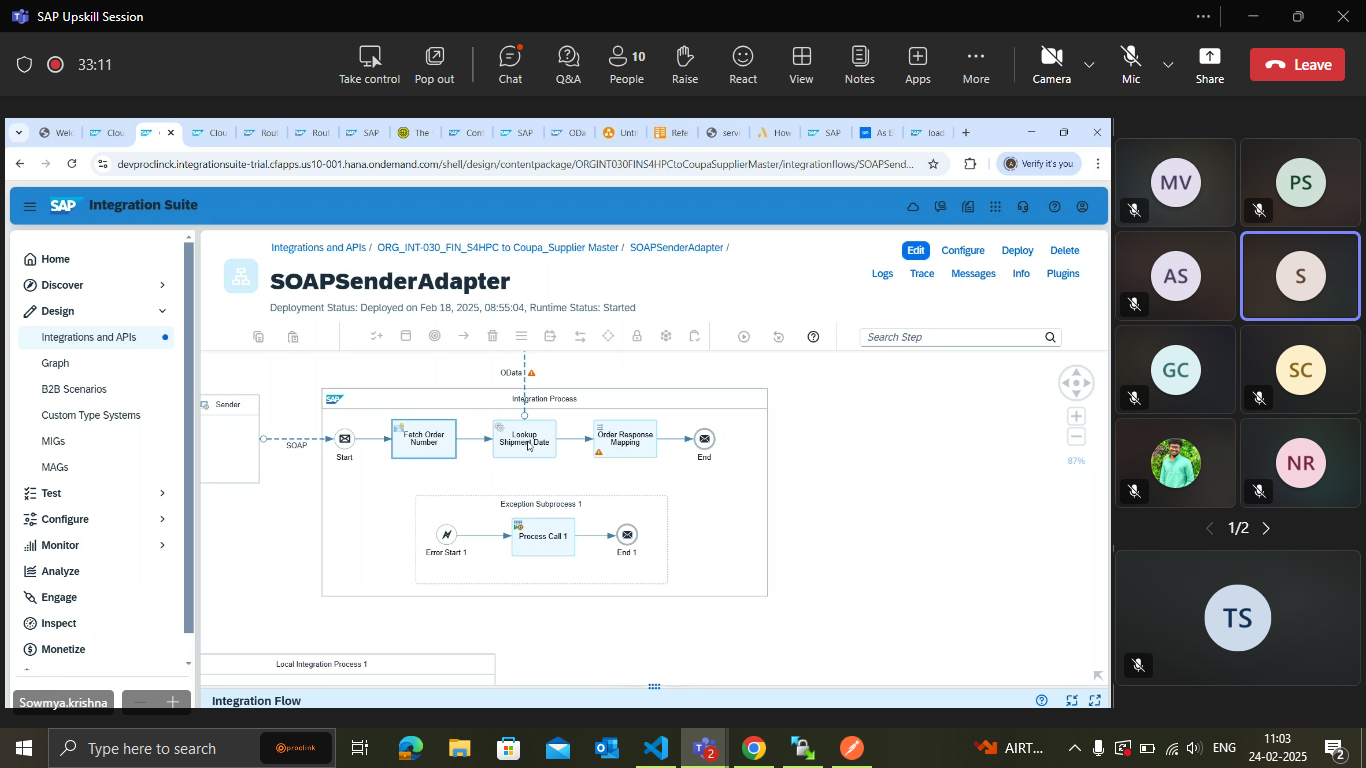 SAP Upskill Session
33:11
Take control
Pop out
Chat
Q&A
10
People
Raise
React
View
Notes
Apps
More
Camera
Mic
Share
Leave
Welc
Clou
Clou
Rout
Rout
SAP
The
Con
SAP
ODa
Unti
Refe
serv
How
SAP
As E
load
devproclinck.integrationsuite-trial.cfapps.us10-001.hana.ondemand.com/shell/design/contentpackage/ORGINT030FINS4HPCtoCoupaSupplierMaster/integrationflows/SOAPSend...
Verify it's you
SAP Integration Suite
Home
Discover
Design
Integrations and APIs
Graph
B2B Scenarios
Custom Type Systems
MIGs
MAGs
Test
Configure
Monitor
Analyze
Engage
Inspect
Monetize
Sowmya.krishna
Integrations and APIs / ORG_INT-030_FIN_S4HPC to Coupa_Supplier Master / SOAPSenderAdapter /
SOAPSenderAdapter
Deployment Status: Deployed on Feb 18, 2025, 08:55:04, Runtime Status: Started
Edit
Configure
Deploy
Delete
Logs
Trace
Messages
Info
Plugins
Search Step
OData
SAP
Integration Process
Sender
SOAP
Start
Fetch Order
Number
Lookup
Shipment Date
Order Response
Mapping
End
Exception Subprocess 1
Error Start 1
Process Call 1
End 1
87%
Local Integration Process 1
Integration Flow
MV
PS
AS
S
GC
SC
NR
1/2
TS
Type here to search
proclink
2
AIRT...
ENG
11:03
24-02-2025
2